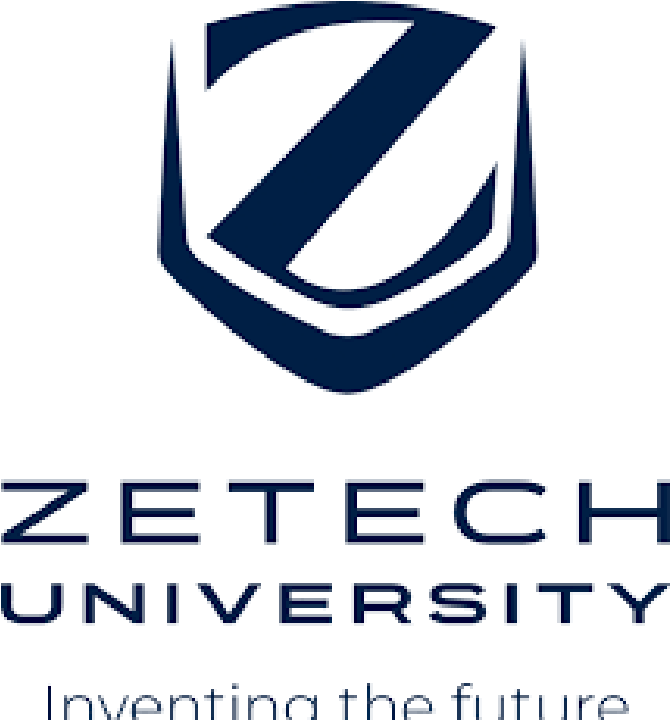 Z
ZETECH
UNIVERSITY
Inventing the future